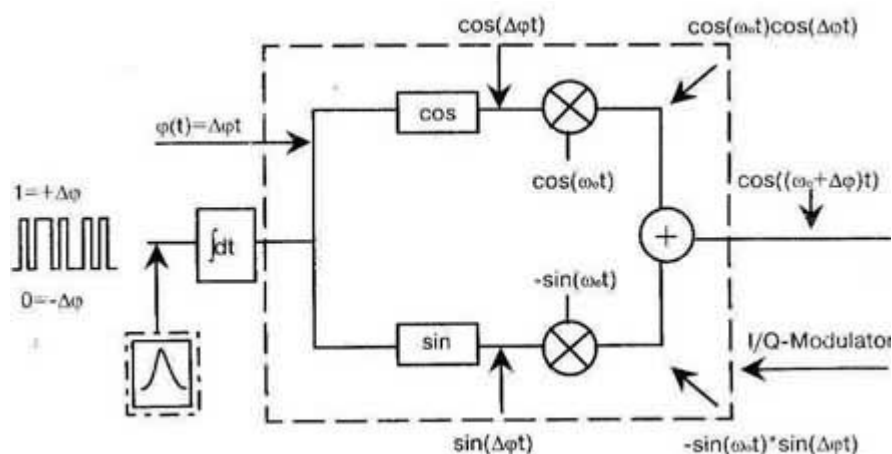 cos(Δφt)
cos(ω₀t)cos(Δφt)
cos
φ(t)=Δφt
cos(ω₀t)
cos((ω₀+Δφ)t)
1=+Δφ
∫dt
+
0=-Δφ
-sin(ω₀t)
sin
I/Q-Modulator
sin(Δφt)
-sin(ω₀t)*sin(Δφt)